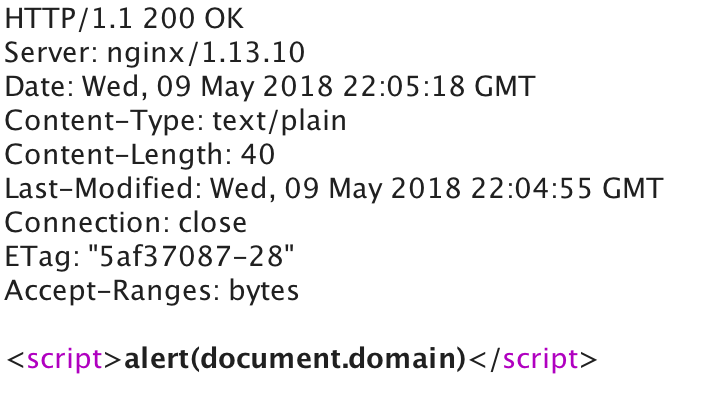 HTTP/1.1 200 OK
Server: nginx/1.13.10
Date: Wed, 09 May 2018 22:05:18 GMT
Content-Type: text/plain
Content-Length: 40
Last-Modified: Wed, 09 May 2018 22:04:55 GMT
Connection: close
ETag: "5af37087-28"
Accept-Ranges: bytes

<script>alert(document.domain)</script>